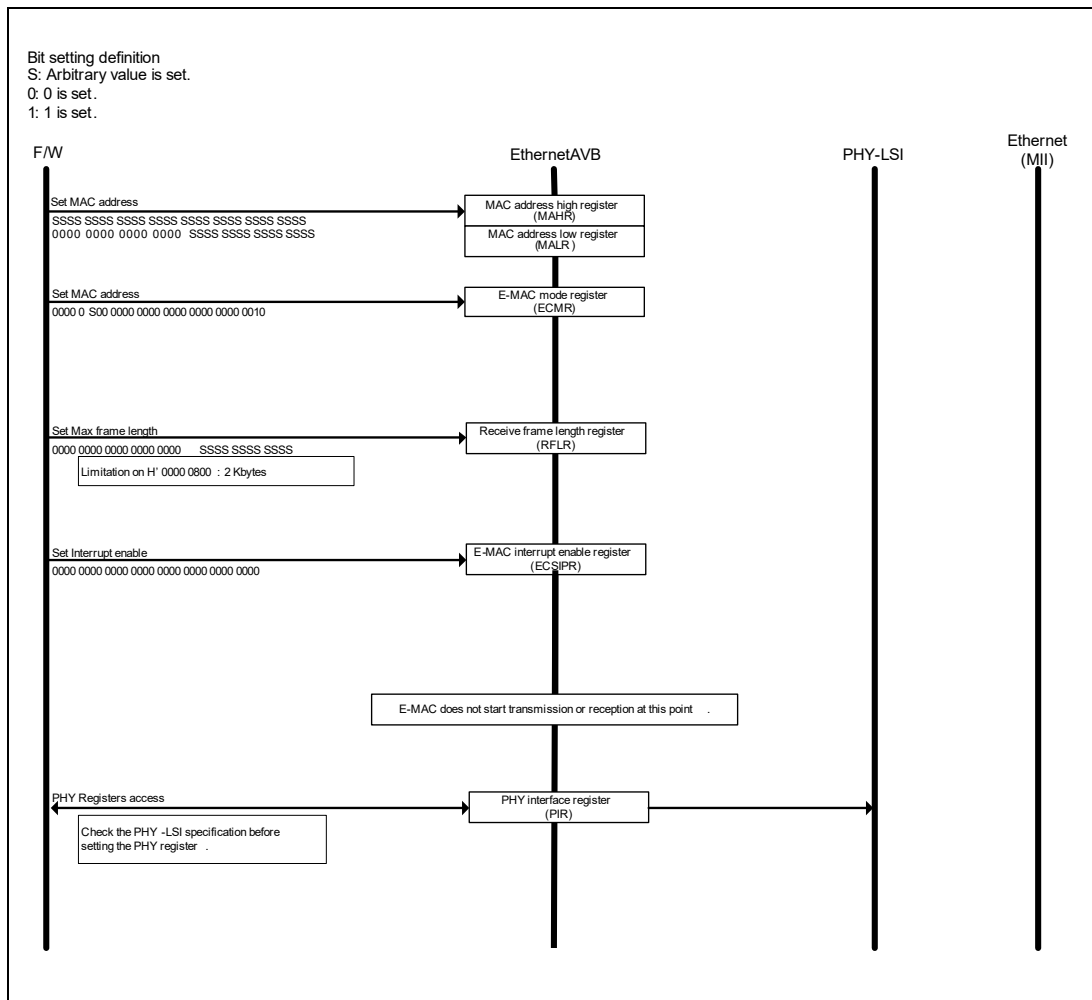 Bit setting definition
S: Arbitrary value is set.
0: 0 is set.
1: 1 is set.
F/W
EthernetAVB
PHY-LSI
Ethernet
(MII)
Set MAC address
SSSS SSSS SSSS SSSS SSSS SSSS SSSS SSSS
0000 0000 0000 0000 SSSS SSSS SSSS SSSS
MAC address high register
(MAHR)
MAC address low register
(MALR)
Set MAC address
0000 0 S00 0000 0000 0000 0000 0000 0010
E-MAC mode register
(ECMR)
Set Max frame length
0000 0000 0000 0000 0000 SSSS SSSS SSSS
Limitation on H' 0000 0800 : 2 Kbytes
Receive frame length register
(RFLR)
Set Interrupt enable
0000 0000 0000 0000 0000 0000 0000 0000
E-MAC interrupt enable register
(ECSIPR)
E-MAC does not start transmission or reception at this point .
PHY Registers access
Check the PHY -LSI specification before
setting the PHY register .
PHY interface register
(PIR)